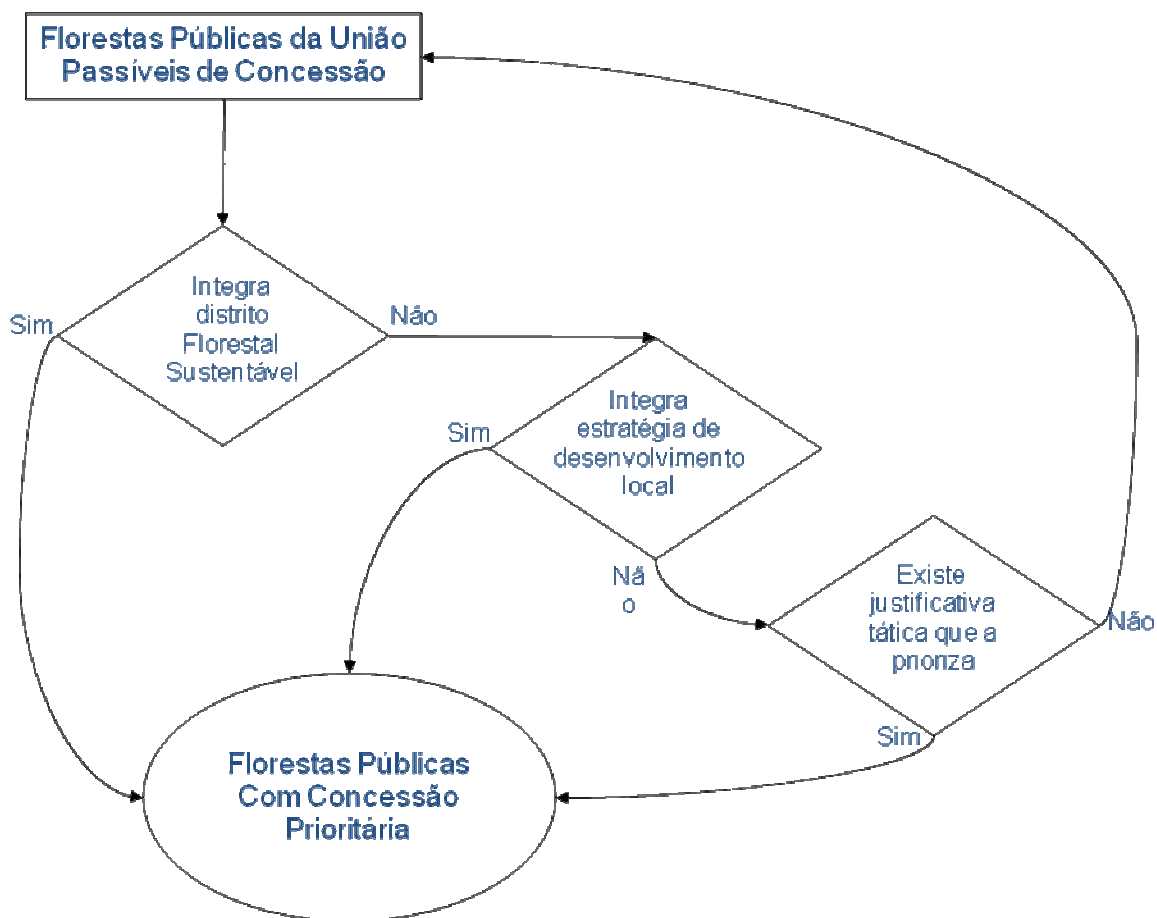 Florestas Públicas da União
Passíveis de Concessão
Integra
distrito
Florestal
Sustentável
Sim
Não
Integra
estratégia de
desenvolvimento
local
Sim
Nã
o
Existe
justificativa
tática que a
prioriza
Não
Sim
Florestas Públicas
Com Concessão
Prioritária